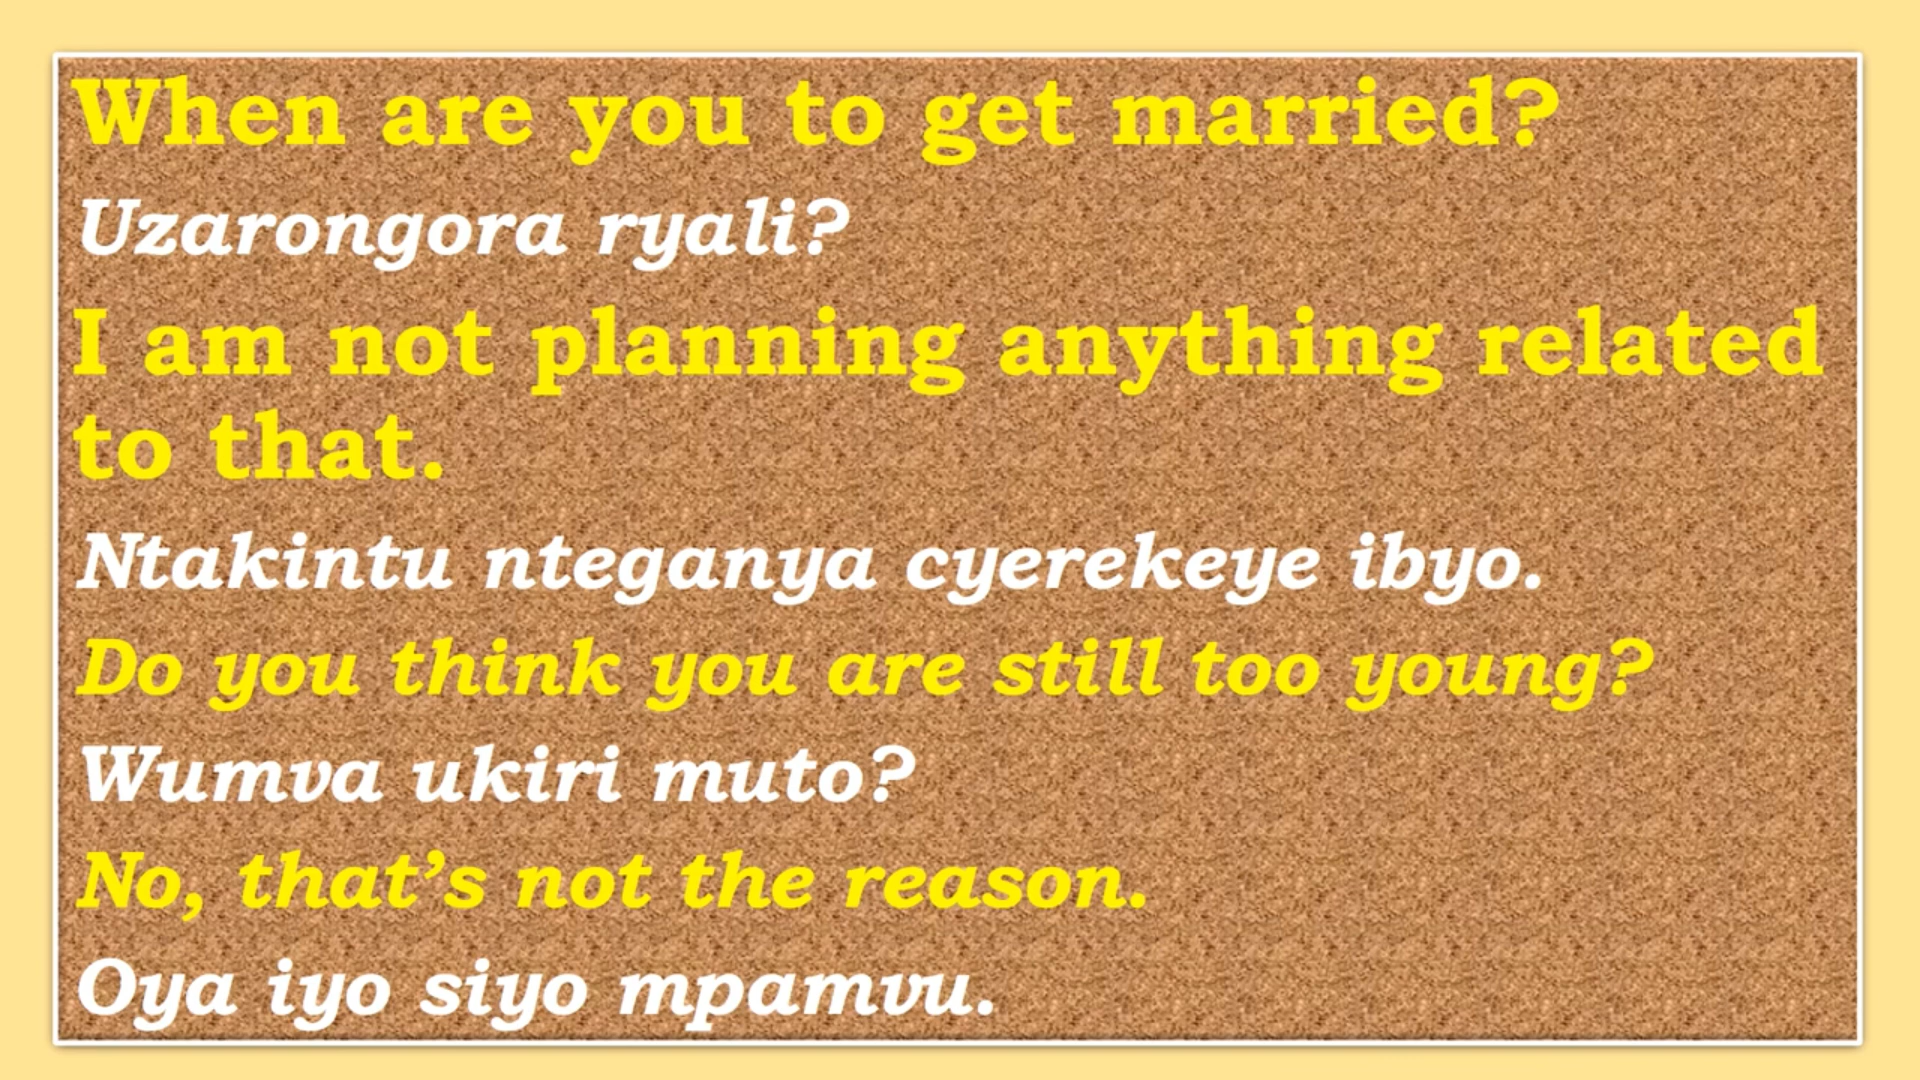 When are you to get married?
Uzarongora ryali?
I am not planning anything related
to that.
Ntakintu nteganya cyerekeye ibyo.
Do you think you are still too young?
Wumva ukiri muto?
No, that’s not the reason.
Oya iyo siyo mpamvu.